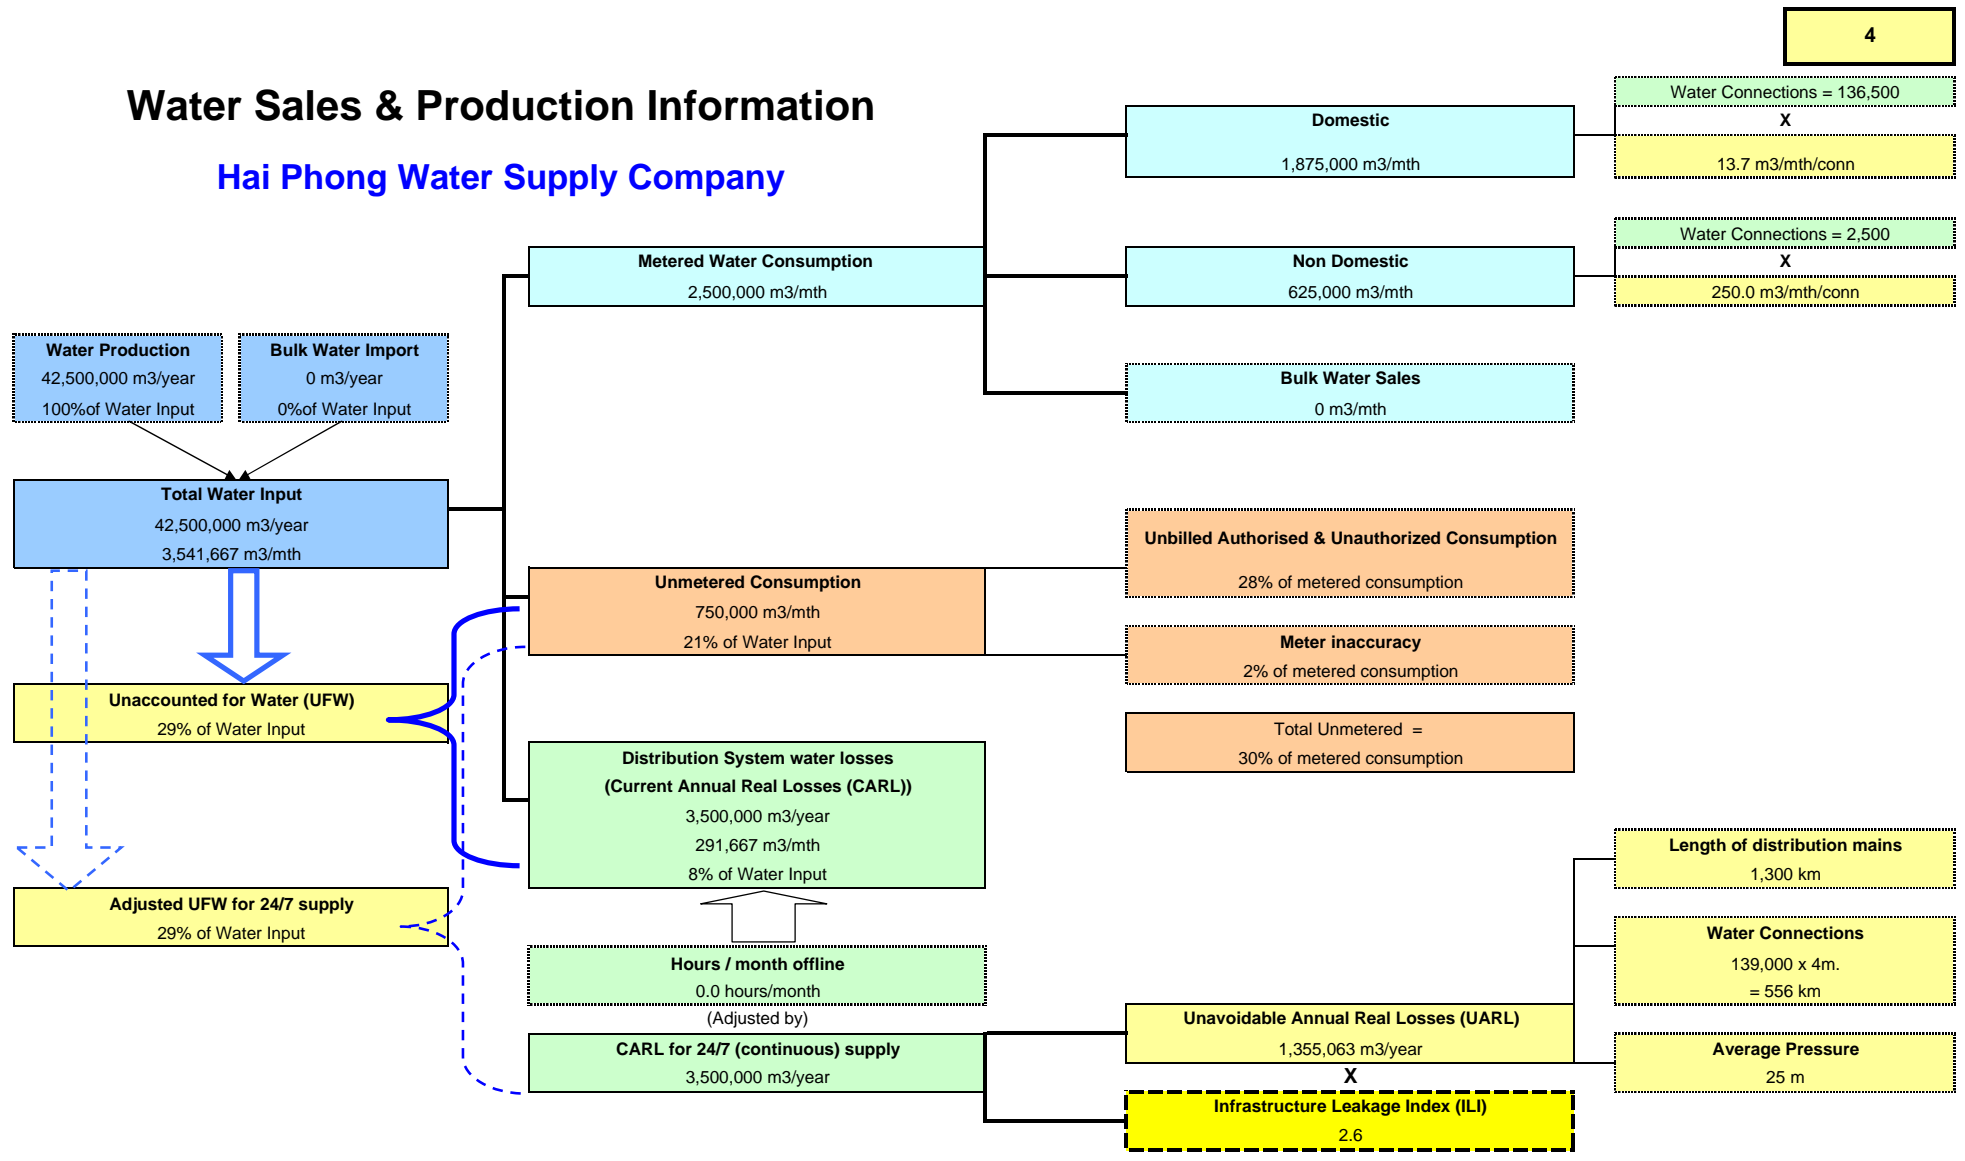 4
Water Sales & Production Information
Hai Phong Water Supply Company
Water Connections = 136,500
X
13.7 m3/mth/conn
Domestic
1,875,000 m3/mth
Water Connections = 2,500
X
250.0 m3/mth/conn
Metered Water Consumption
2,500,000 m3/mth
Non Domestic
625,000 m3/mth
Water Production
42,500,000 m3/year
100%of Water Input
Bulk Water Import
0 m3/year
0%of Water Input
Bulk Water Sales
0 m3/mth
Total Water Input
42,500,000 m3/year
3,541,667 m3/mth
Unbilled Authorised & Unauthorized Consumption
28% of metered consumption
Unmetered Consumption
750,000 m3/mth
21% of Water Input
Meter inaccuracy
2% of metered consumption
Unaccounted for Water (UFW)
29% of Water Input
Total Unmetered =
30% of metered consumption
Distribution System water losses
(Current Annual Real Losses (CARL))
3,500,000 m3/year
291,667 m3/mth
8% of Water Input
Length of distribution mains
1,300 km
Adjusted UFW for 24/7 supply
29% of Water Input
Water Connections
139,000 x 4m.
= 556 km
Hours / month offline
0.0 hours/month
(Adjusted by)
CARL for 24/7 (continuous) supply
3,500,000 m3/year
Unavoidable Annual Real Losses (UARL)
1,355,063 m3/year
X
Average Pressure
25 m
Infrastructure Leakage Index (ILI)
2.6